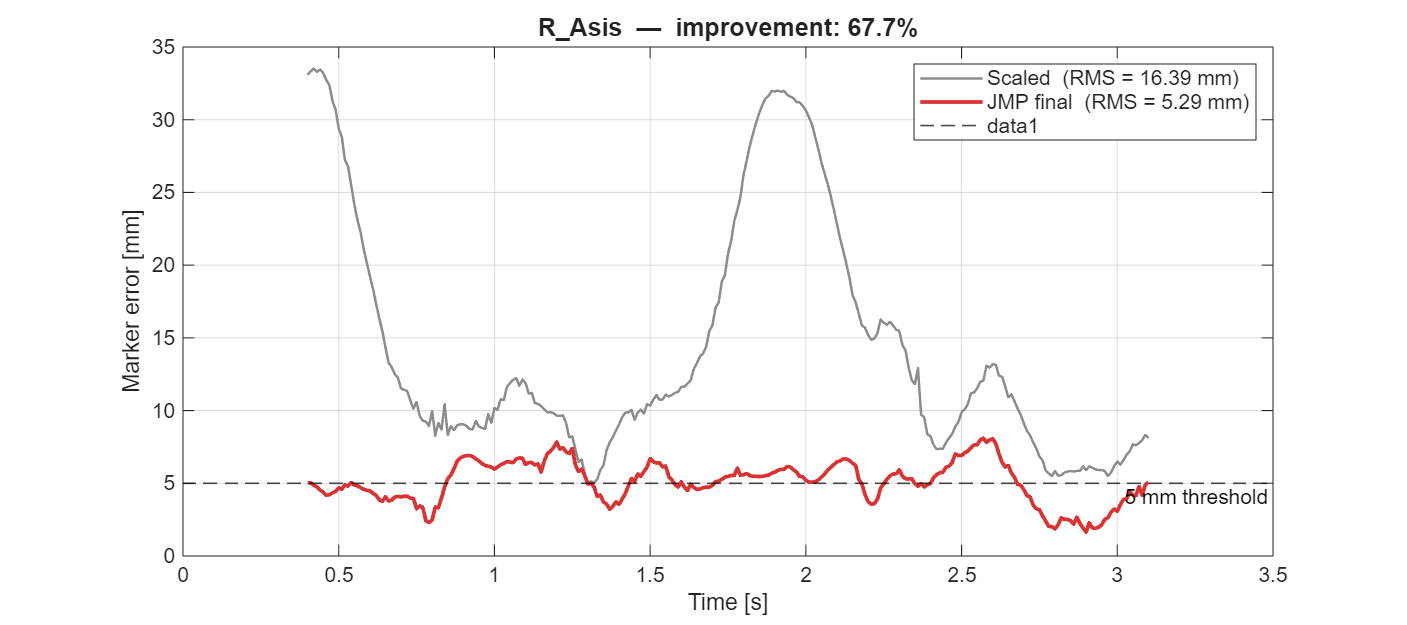 R_Asis — improvement: 67.7%
Scaled (RMS = 16.39 mm)
JMP final (RMS = 5.29 mm)
data1
Marker error [mm]
35
30
25
20
15
10
5
0
5 mm threshold
0 0.5 1 1.5 2 2.5 3 3.5
Time [s]